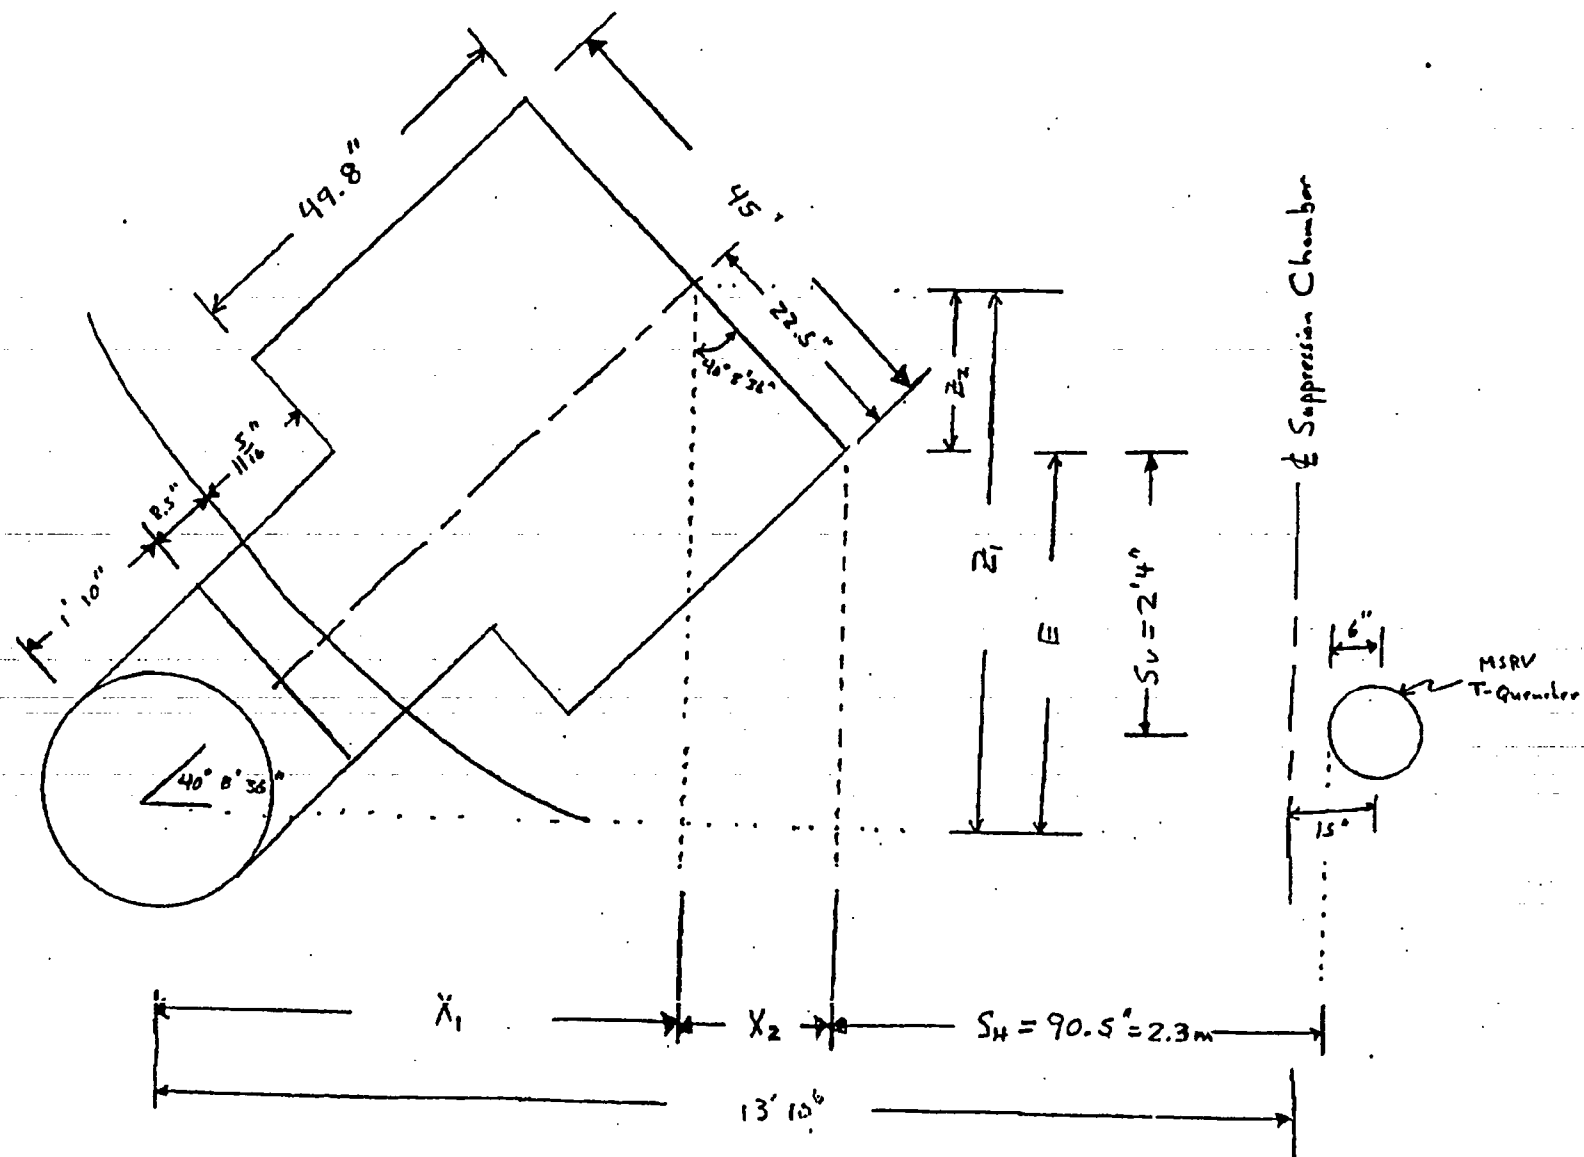 49.8"
45"
22.5"
40° 8' 36"
Z₂
11 5/16"
8.5"
1' 10"
Z₁
E
Sv = 2'4"
℄ Suppression Chamber
6"
MSRV
T-Quencher
40° 8' 36"
15"
X₁
X₂
S_H = 90.5" = 2.3m
13' 10"